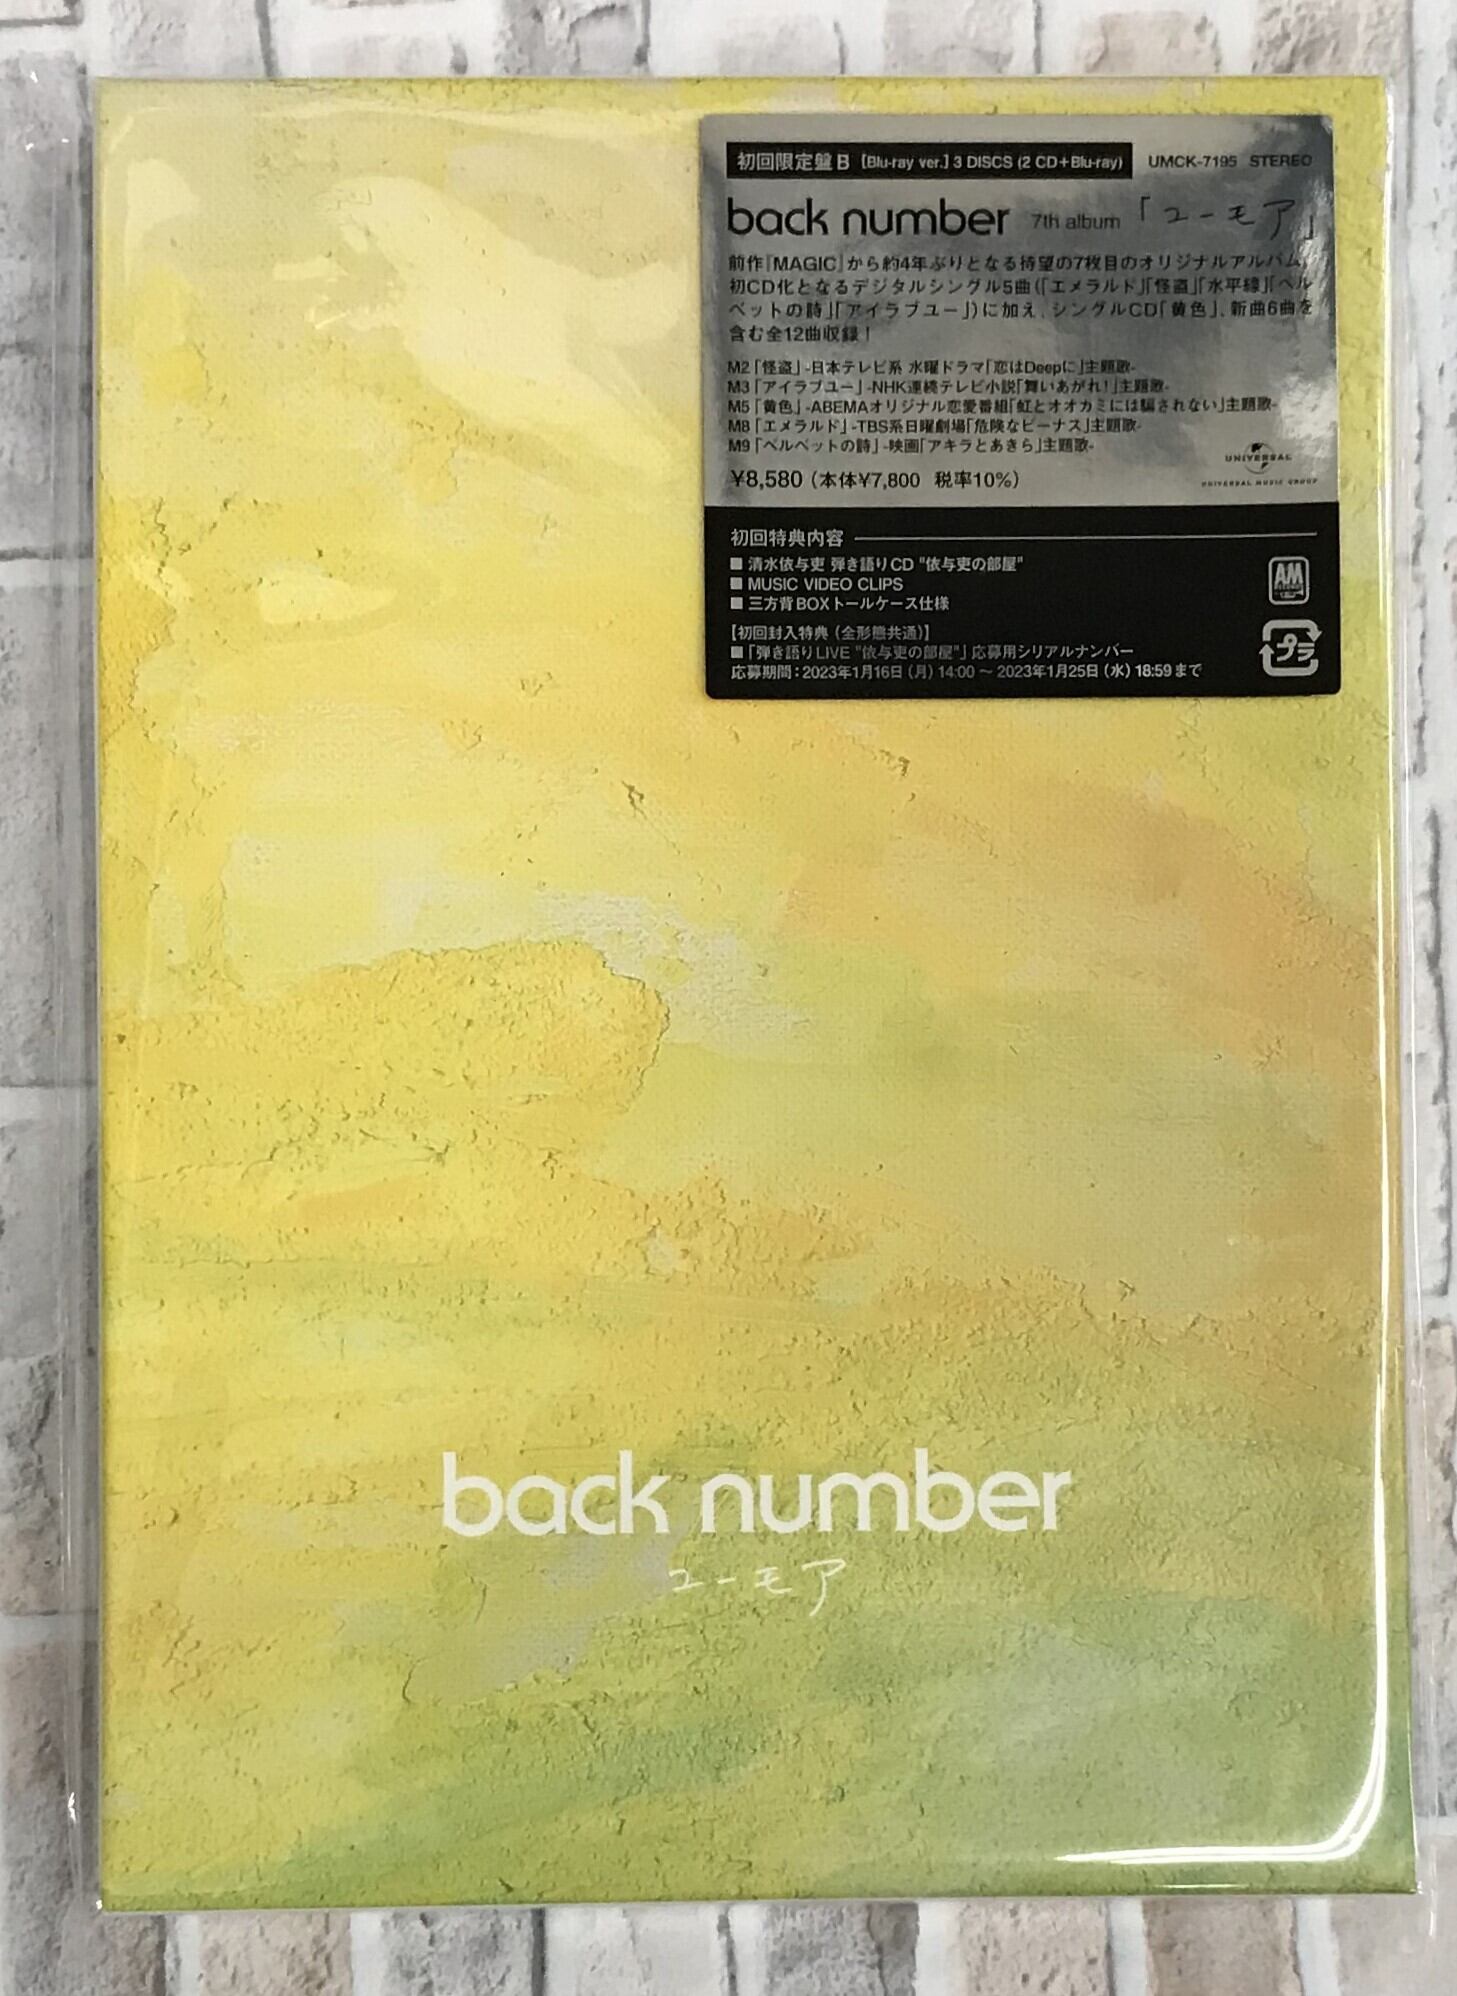 初回限定盤B [Blu-ray ver.] 3 DISCS (2 CD+Blu-ray) UMCK-7195 STEREO
back number 7th album「ユーモア」
前作『MAGIC』から約4年ぶりとなる待望の7枚目のオリジナルアルバム。
初CD化となるデジタルシングル5曲(「エメラルド」「怪盗」「水平線」「ベル
ベットの詩」「アイラブユー」)に加え、シングルCD「黄色」、新曲6曲を
含む全12曲収録！
M2「怪盗」-日本テレビ系 水曜ドラマ「恋はDeepに」主題歌-
M3「アイラブユー」-NHK連続テレビ小説「舞いあがれ！」主題歌-
M5「黄色」-ABEMAオリジナル恋愛番組「虹とオオカミには騙されない」主題歌-
M8「エメラルド」-TBS系日曜劇場「危険なビーナス」主題歌-
M9「ベルベットの詩」-映画「アキラとあきら」主題歌-
UNIVERSAL
UNIVERSAL MUSIC GROUP
¥8,580（本体¥7,800 税率10%）
初回特典内容
■ 清水依与吏 弾き語りCD "依与吏の部屋"
■ MUSIC VIDEO CLIPS
■ 三方背BOXトールケース仕様
AM
RECORDS
【初回封入特典（全形態共通）】
■「弾き語りLIVE "依与吏の部屋"」応募用シリアルナンバー
応募期間：2023年1月16日（月）14:00 ～ 2023年1月25日（水）18:59まで
プラ
back number
ユーモア